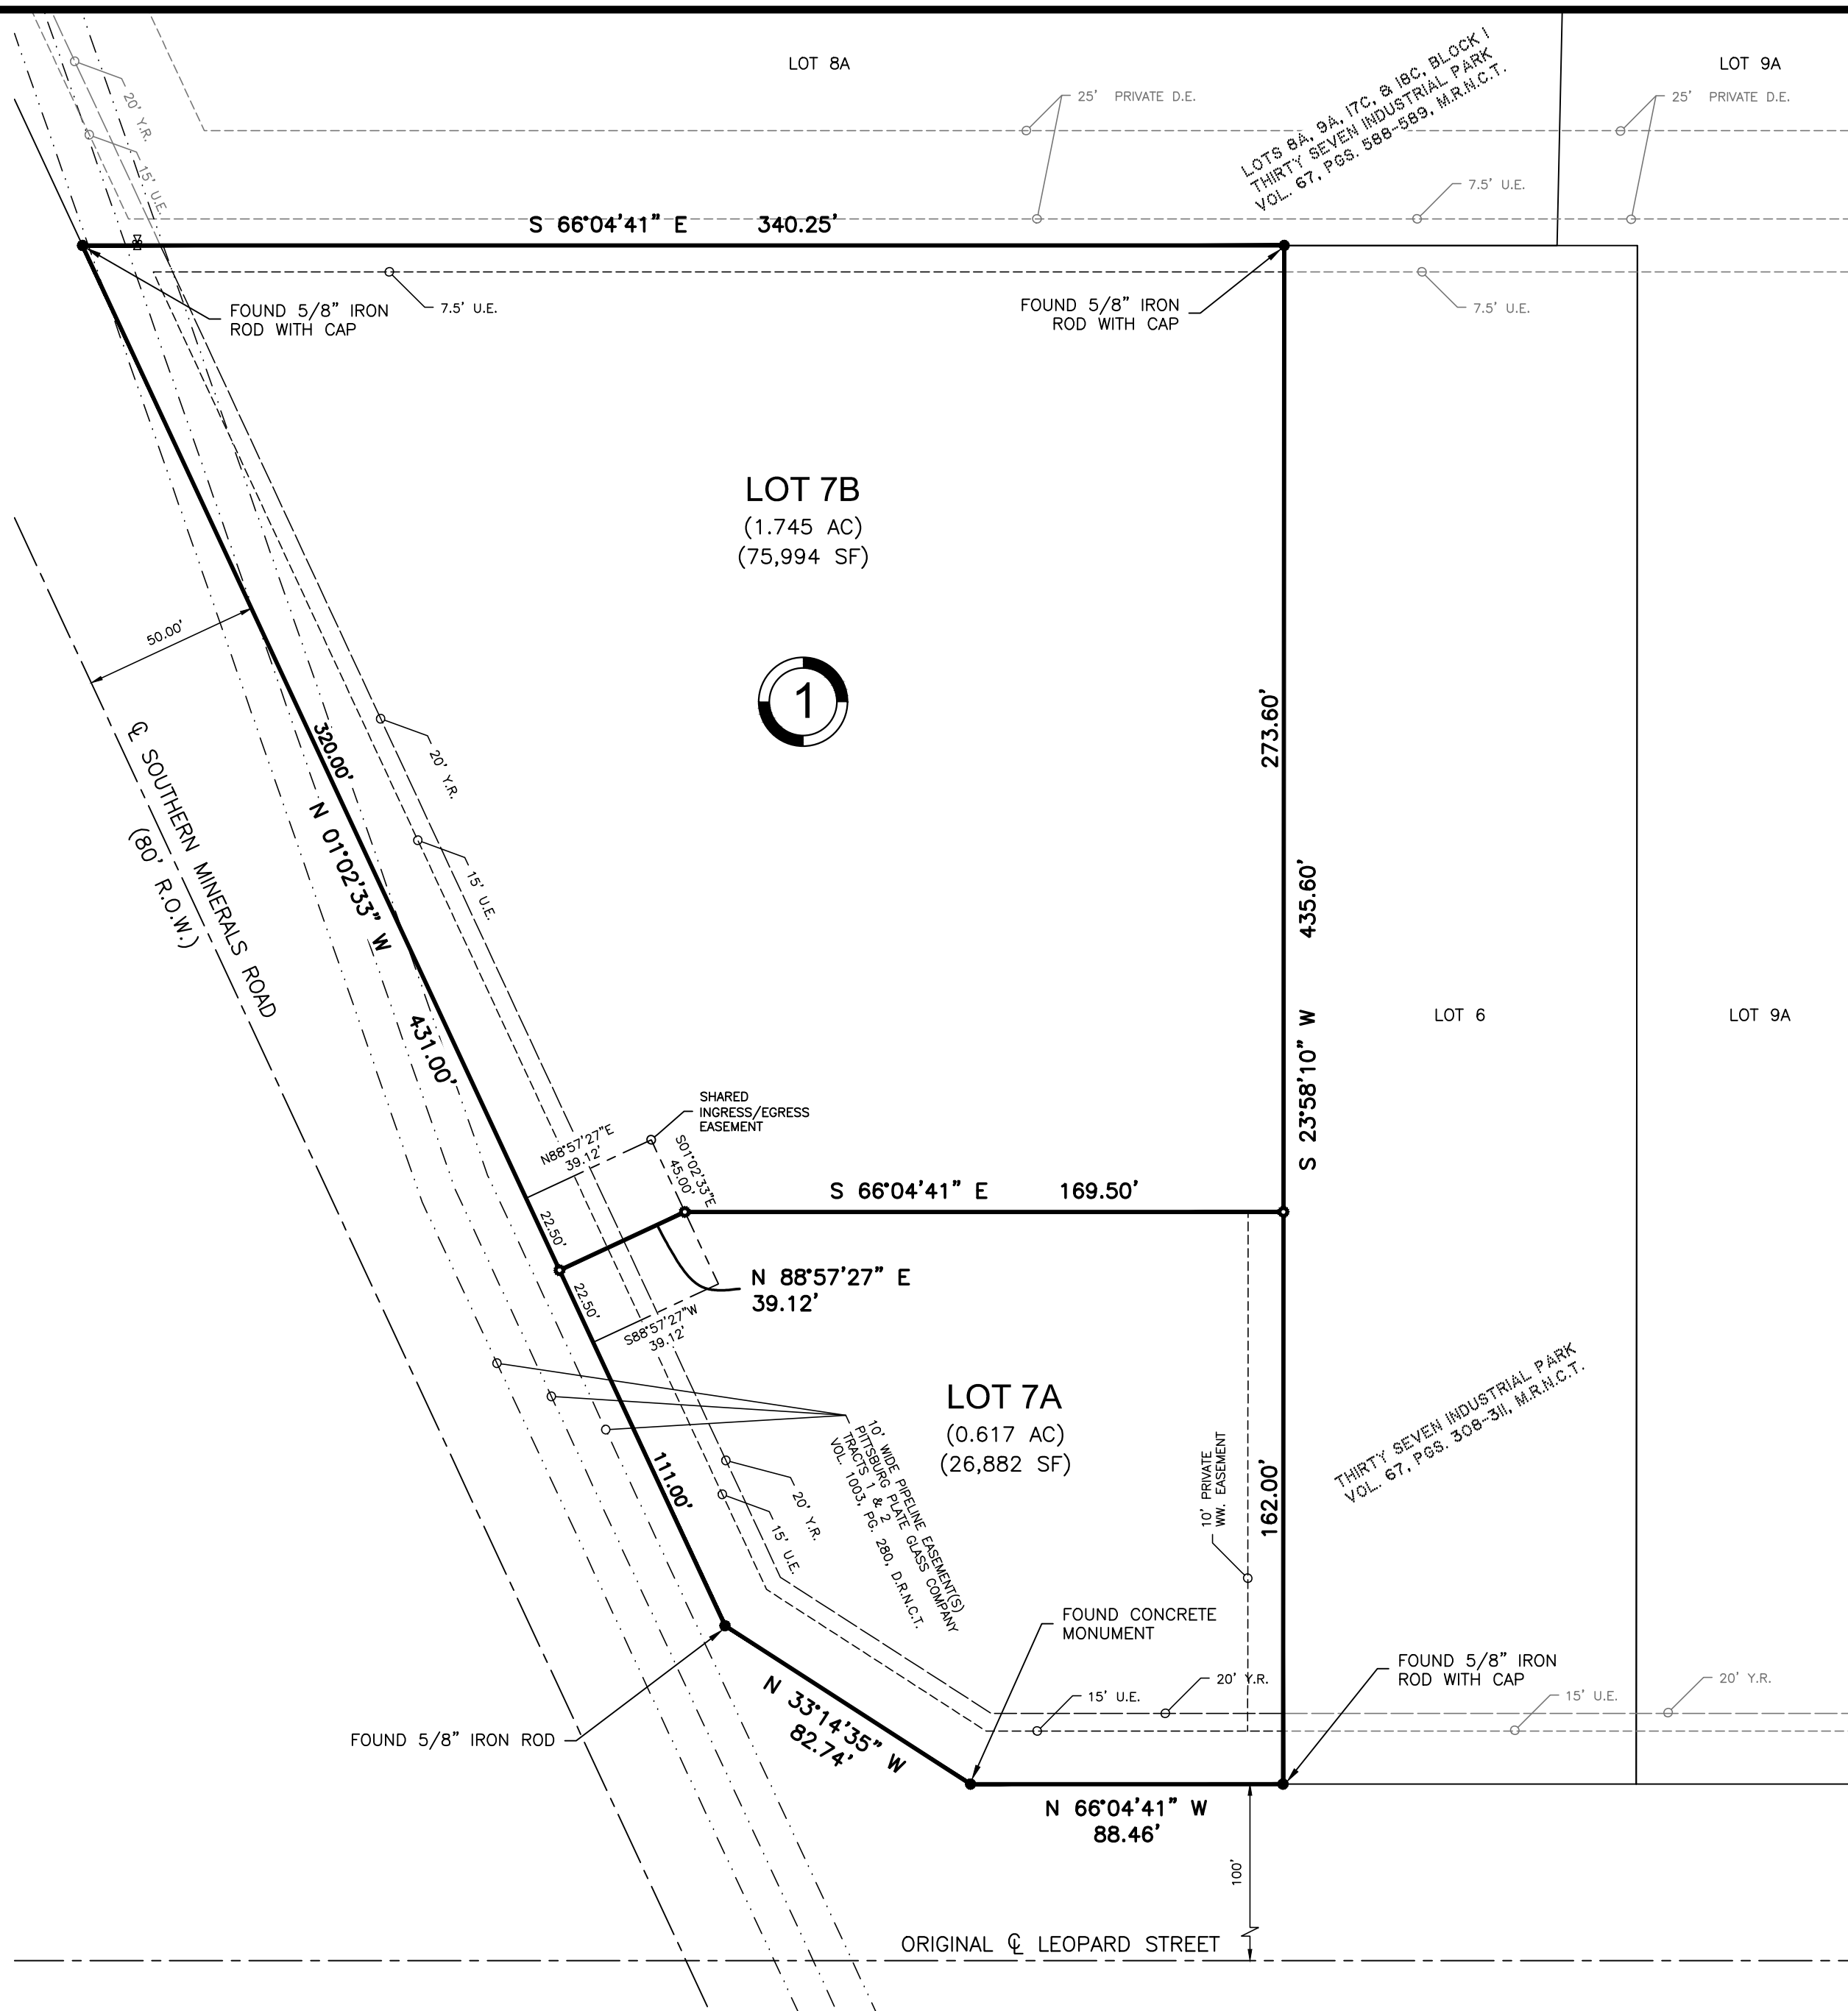 LOT 8A
LOT 9A
25' PRIVATE D.E.
25' PRIVATE D.E.
20' Y.R.
15' U.E.
LOTS 8A, 9A, 17C, & 18C, BLOCK 1
THIRTY SEVEN INDUSTRIAL PARK
VOL. 67, PGS. 588-589, M.R.N.C.T.
7.5' U.E.
S 66°04'41" E 340.25'
FOUND 5/8" IRON
ROD WITH CAP
7.5' U.E.
FOUND 5/8" IRON
ROD WITH CAP
7.5' U.E.
LOT 7B
(1.745 AC)
(75,994 SF)
50.00'
1
273.60'
320.00'
20' Y.R.
℄ SOUTHERN MINERALS ROAD
(80' R.O.W.)
N 01°02'33" W
15' U.E.
435.60'
431.00'
S 23°58'10" W
LOT 6
LOT 9A
SHARED
INGRESS/EGRESS
EASEMENT
N88°57'27"E
39.12'
S01°02'33"E
45.00'
S 66°04'41" E 169.50'
22.50'
22.50'
N 88°57'27" E
39.12'
S88°57'27"W
39.12'
LOT 7A
(0.617 AC)
(26,882 SF)
THIRTY SEVEN INDUSTRIAL PARK
VOL. 67, PGS. 308-311, M.R.N.C.T.
111.00'
20' Y.R.
15' U.E.
10' WIDE PIPELINE EASEMENT(S)
PITTSBURG PLATE GLASS COMPANY
TRACTS 1 & 2
VOL. 1003, PG. 280, D.R.N.C.T.
10' PRIVATE
WW. EASEMENT
162.00'
FOUND CONCRETE
MONUMENT
FOUND 5/8" IRON
ROD WITH CAP
15' U.E.
20' Y.R.
15' U.E.
20' Y.R.
N 33°14'35" W
82.74'
FOUND 5/8" IRON ROD
N 66°04'41" W
88.46'
100'
ORIGINAL ℄ LEOPARD STREET